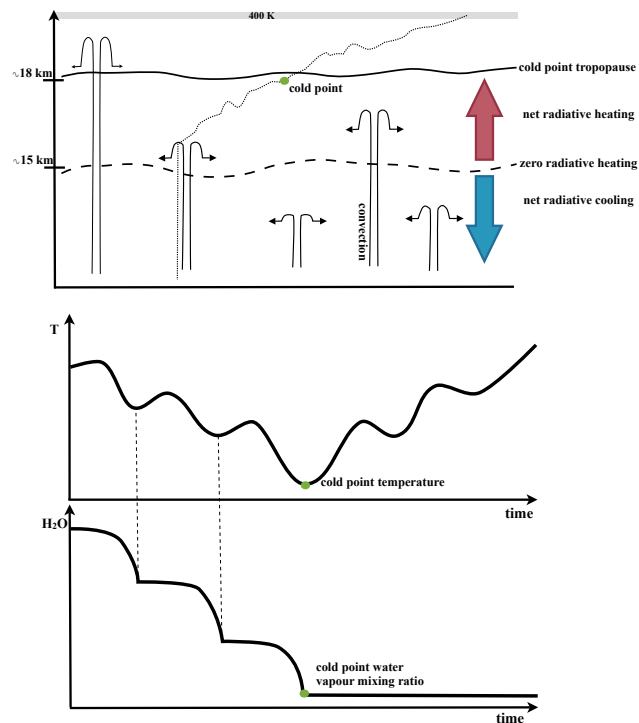 400 K
~18 km
cold point tropopause
cold point
net radiative heating
~15 km
zero radiative heating
net radiative cooling
convection
T
cold point temperature
time
H₂O
cold point water
vapour mixing ratio
time